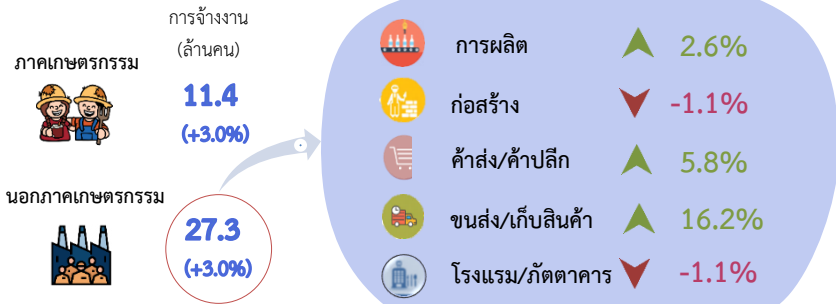 การจ้างงาน
(ล้านคน)
ภาคเกษตรกรรม
11.4
(+3.0%)
นอกภาคเกษตรกรรม
27.3
(+3.0%)
การผลิต 2.6%
ก่อสร้าง -1.1%
ค้าส่ง/ค้าปลีก 5.8%
ขนส่ง/เก็บสินค้า 16.2%
โรงแรม/ภัตตาคาร -1.1%